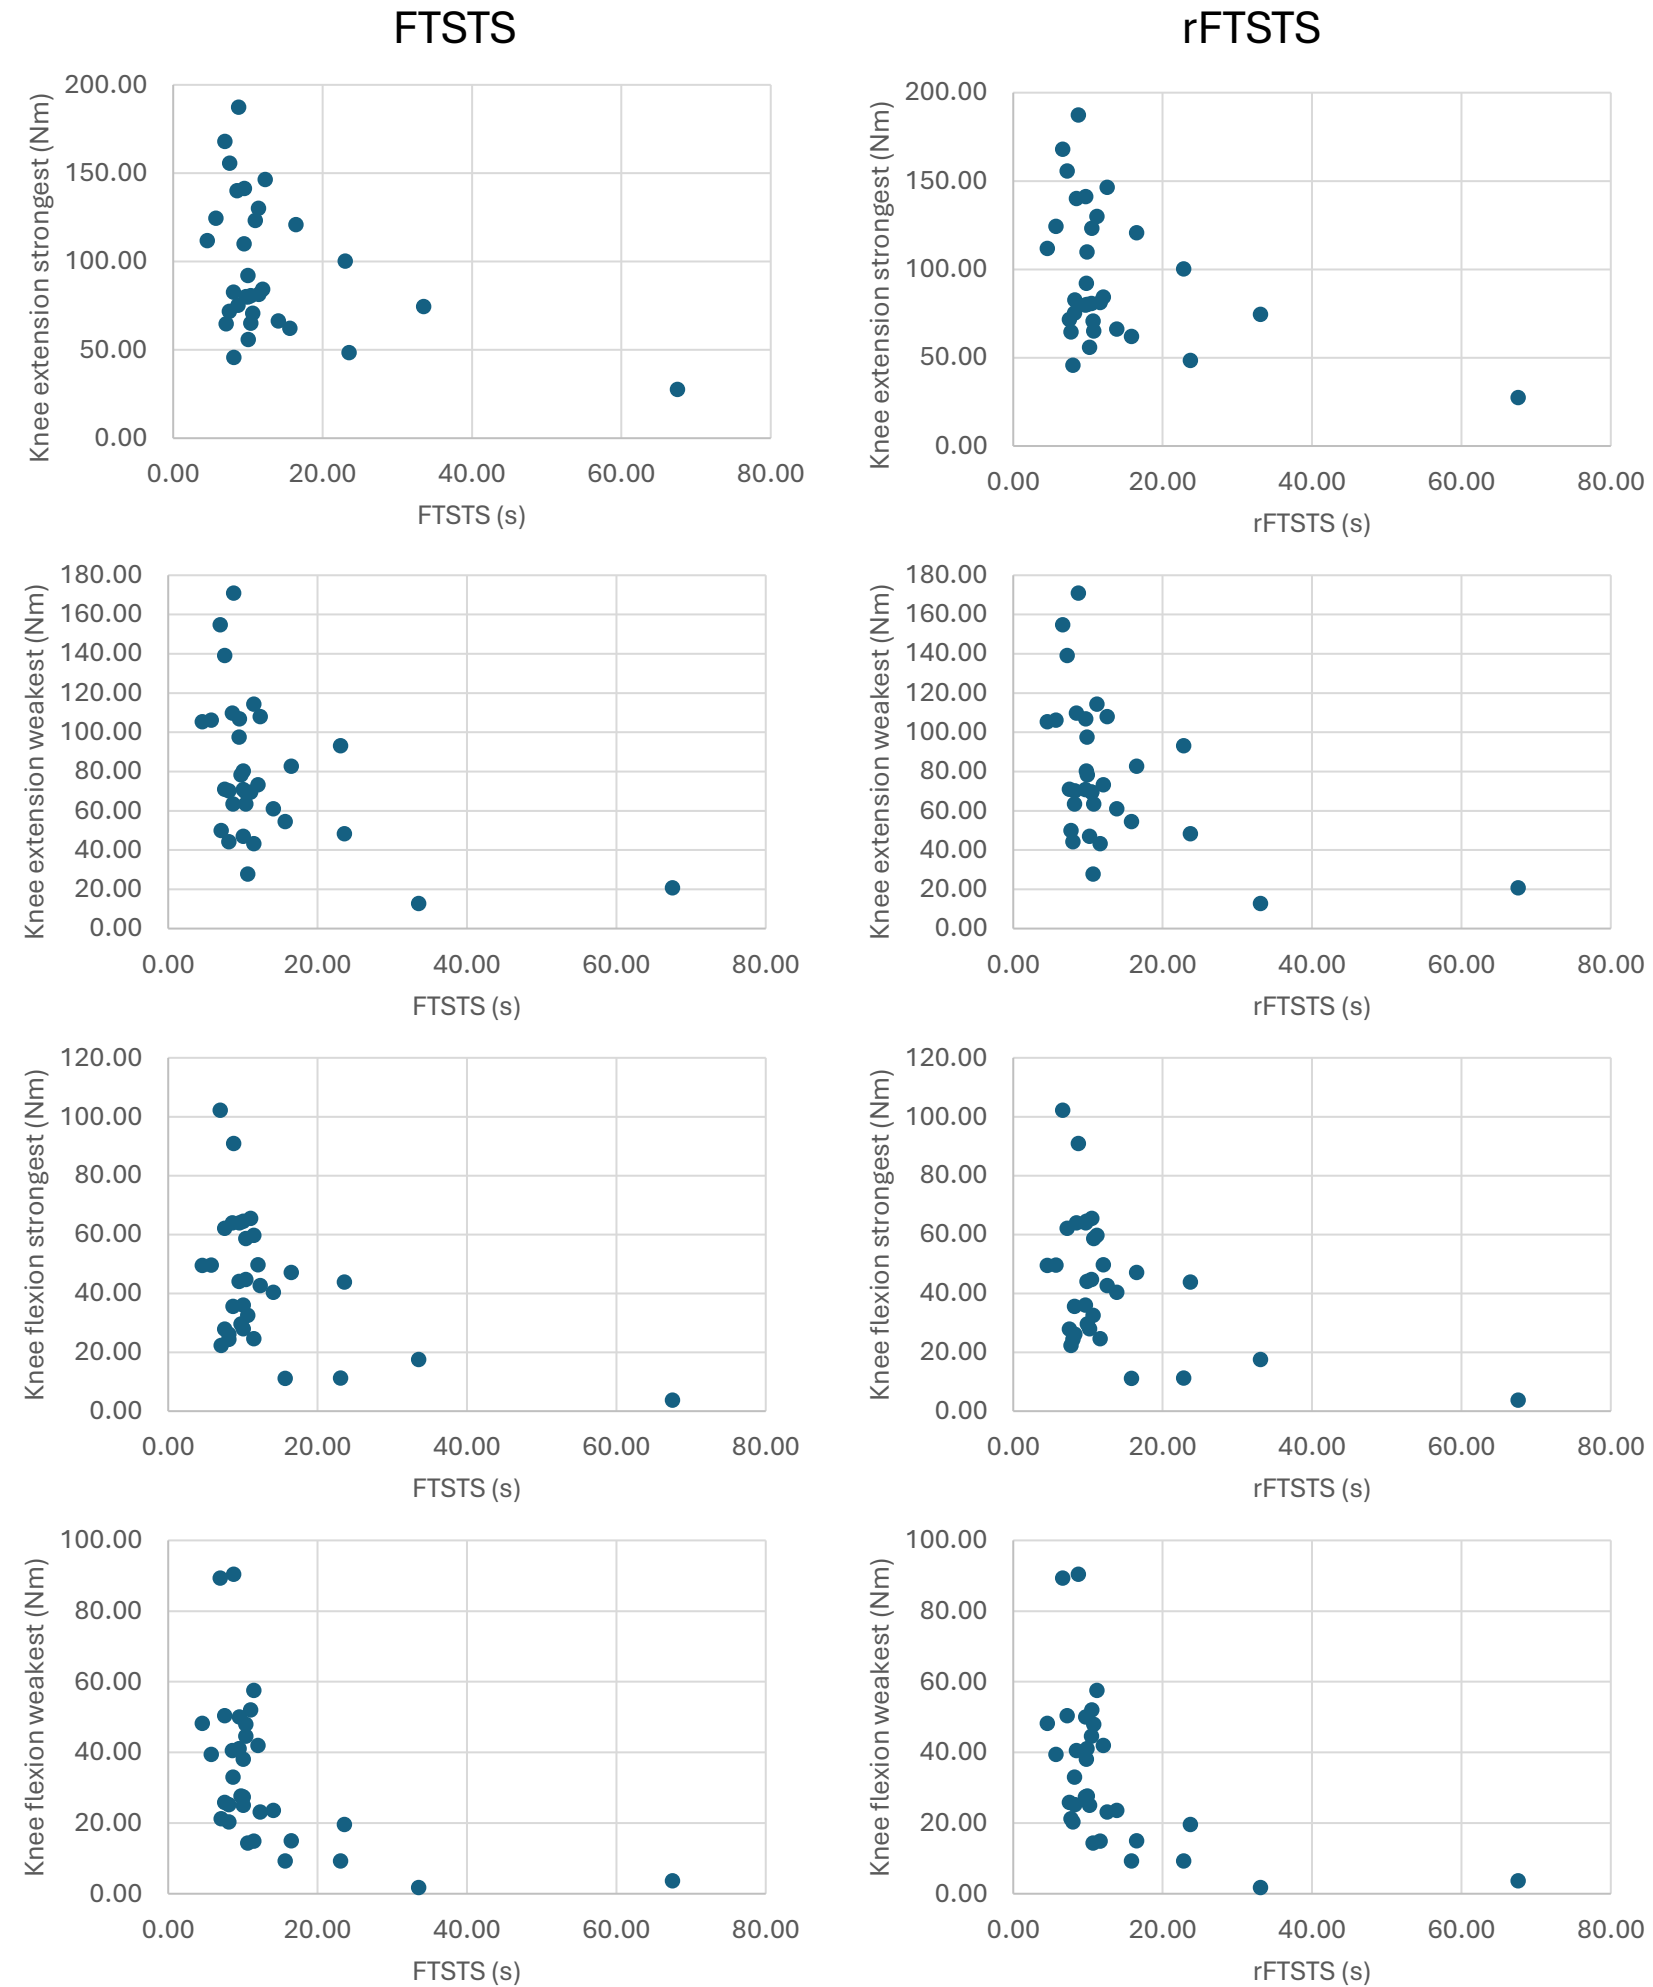 FTSTS
rFTSTS
Knee extension strongest (Nm)
200.00
150.00
100.00
50.00
0.00
0.00 20.00 40.00 60.00 80.00
FTSTS (s)
Knee extension strongest (Nm)
200.00
150.00
100.00
50.00
0.00
0.00 20.00 40.00 60.00 80.00
rFTSTS (s)
Knee extension weakest (Nm)
180.00
160.00
140.00
120.00
100.00
80.00
60.00
40.00
20.00
0.00
0.00 20.00 40.00 60.00 80.00
FTSTS (s)
Knee extension weakest (Nm)
180.00
160.00
140.00
120.00
100.00
80.00
60.00
40.00
20.00
0.00
0.00 20.00 40.00 60.00 80.00
rFTSTS (s)
Knee flexion strongest (Nm)
120.00
100.00
80.00
60.00
40.00
20.00
0.00
0.00 20.00 40.00 60.00 80.00
FTSTS (s)
Knee flexion strongest (Nm)
120.00
100.00
80.00
60.00
40.00
20.00
0.00
0.00 20.00 40.00 60.00 80.00
rFTSTS (s)
Knee flexion weakest (Nm)
100.00
80.00
60.00
40.00
20.00
0.00
0.00 20.00 40.00 60.00 80.00
FTSTS (s)
Knee flexion weakest (Nm)
100.00
80.00
60.00
40.00
20.00
0.00
0.00 20.00 40.00 60.00 80.00
rFTSTS (s)